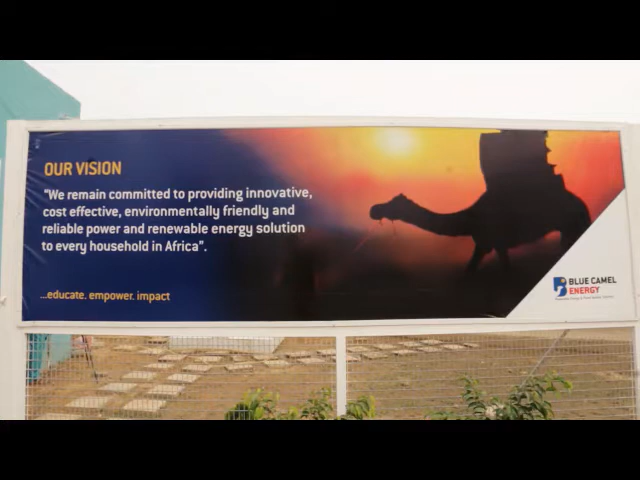 OUR VISION
“We remain committed to providing innovative,
cost effective, environmentally friendly and
reliable power and renewable energy solution
to every household in Africa”.
...educate. empower. impact
BLUE CAMEL
ENERGY